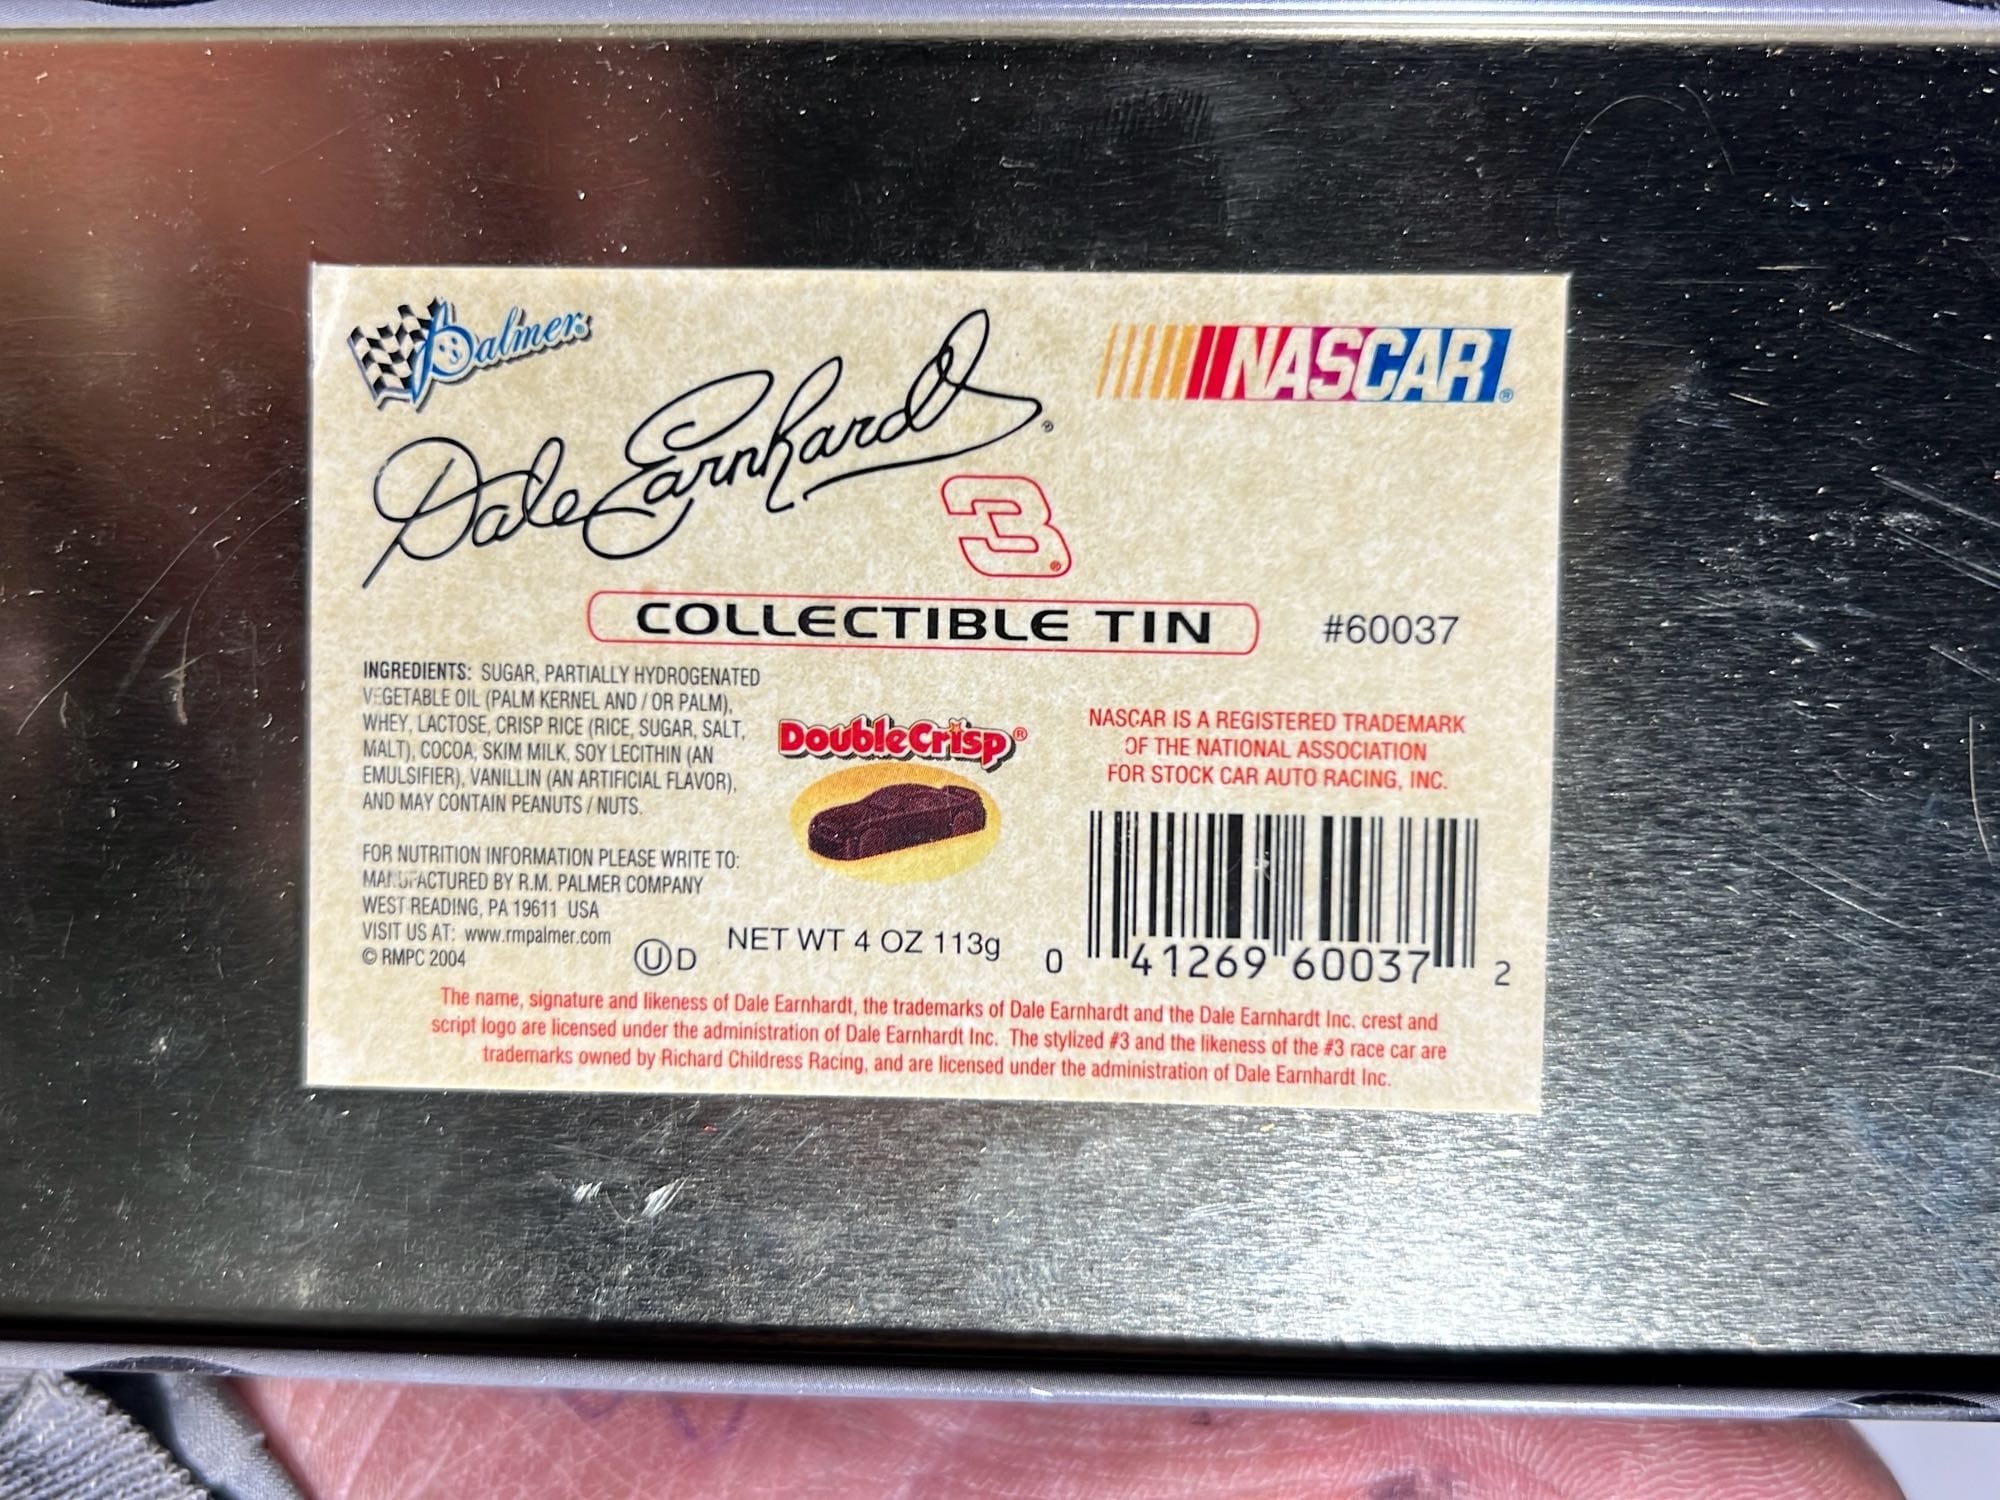 Palmer®
NASCAR®
Dale Earnhardt®
3®
COLLECTIBLE TIN
#60037
INGREDIENTS: SUGAR, PARTIALLY HYDROGENATED
VEGETABLE OIL (PALM KERNEL AND / OR PALM),
WHEY, LACTOSE, CRISP RICE (RICE, SUGAR, SALT,
MALT), COCOA, SKIM MILK, SOY LECITHIN (AN
EMULSIFIER), VANILLIN (AN ARTIFICIAL FLAVOR),
AND MAY CONTAIN PEANUTS / NUTS.
FOR NUTRITION INFORMATION PLEASE WRITE TO:
MANUFACTURED BY R.M. PALMER COMPANY
WEST READING, PA 19611 USA
VISIT US AT: www.rmpalmer.com
© RMPC 2004
ⓊD
DoubleCrisp®
NET WT 4 OZ 113g
NASCAR IS A REGISTERED TRADEMARK
OF THE NATIONAL ASSOCIATION
FOR STOCK CAR AUTO RACING, INC.
0 41269 60037 2
The name, signature and likeness of Dale Earnhardt, the trademarks of Dale Earnhardt and the Dale Earnhardt Inc. crest and
script logo are licensed under the administration of Dale Earnhardt Inc. The stylized #3 and the likeness of the #3 race car are
trademarks owned by Richard Childress Racing, and are licensed under the administration of Dale Earnhardt Inc.